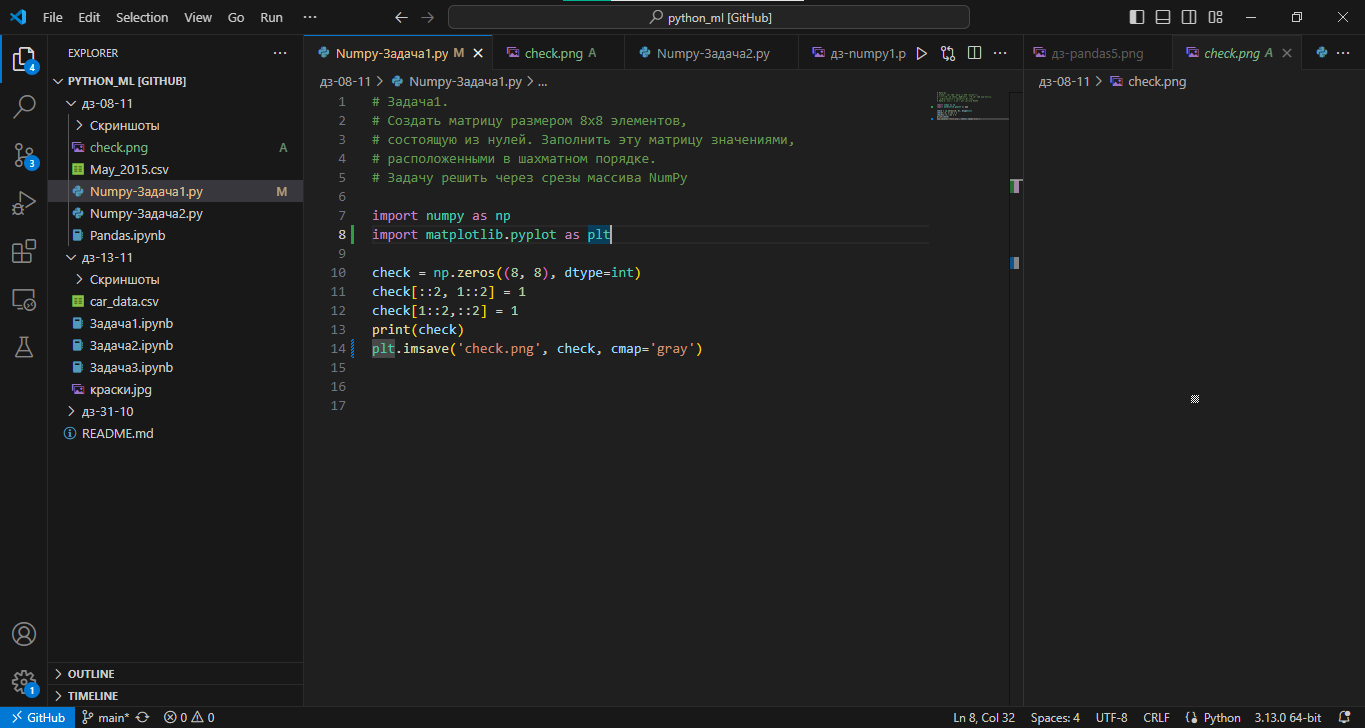 File Edit Selection View Go Run ··· python_ml [GitHub]
EXPLORER ···
PYTHON_ML [GITHUB]
дз-08-11
Скриншоты
check.png A
May_2015.csv
Numpy-Задача1.py M
Numpy-Задача2.py
Pandas.ipynb
дз-13-11
Скриншоты
car_data.csv
Задача1.ipynb
Задача2.ipynb
Задача3.ipynb
краски.jpg
дз-31-10
README.md
OUTLINE
TIMELINE
Numpy-Задача1.py M check.png A Numpy-Задача2.py дз-numpy1.p ···
дз-08-11 > Numpy-Задача1.py > ...
1 # Задача1.
2 # Создать матрицу размером 8х8 элементов,
3 # состоящую из нулей. Заполнить эту матрицу значениями,
4 # расположенными в шахматном порядке.
5 # Задачу решить через срезы массива NumPy
6
7 import numpy as np
8 import matplotlib.pyplot as plt
9
10 check = np.zeros((8, 8), dtype=int)
11 check[::2, 1::2] = 1
12 check[1::2,::2] = 1
13 print(check)
14 plt.imsave('check.png', check, cmap='gray')
15
16
17
дз-pandas5.png check.png A ···
дз-08-11 > check.png
4
3
1
GitHub main* 0 0 Ln 8, Col 32 Spaces: 4 UTF-8 CRLF Python 3.13.0 64-bit